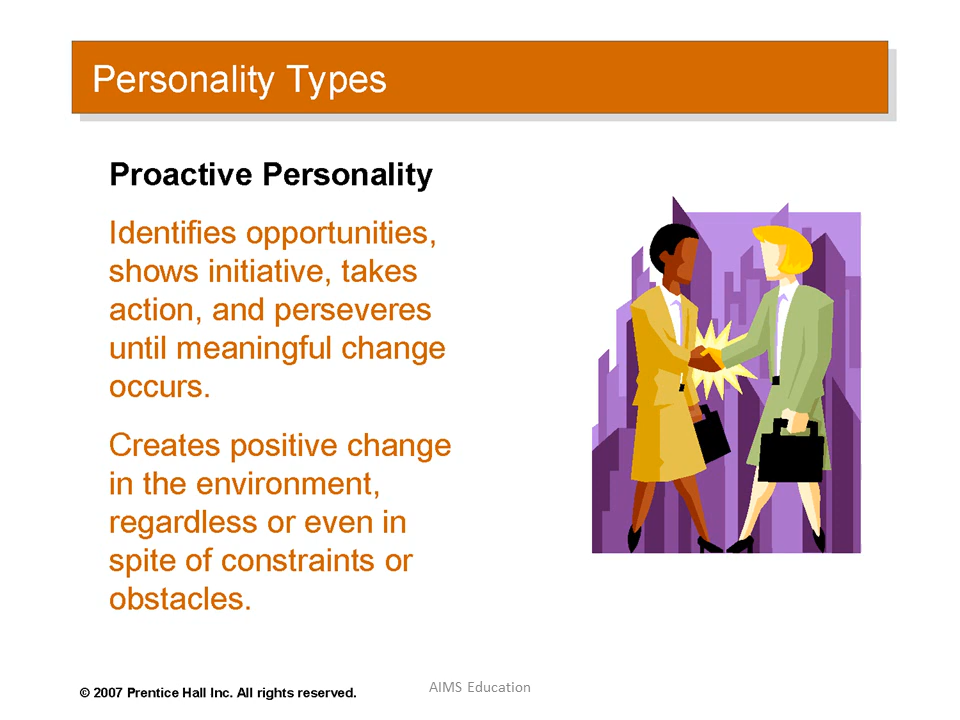 Personality Types
Proactive Personality
Identifies opportunities,
shows initiative, takes
action, and perseveres
until meaningful change
occurs.
Creates positive change
in the environment,
regardless or even in
spite of constraints or
obstacles.
© 2007 Prentice Hall Inc. All rights reserved.
AIMS Education